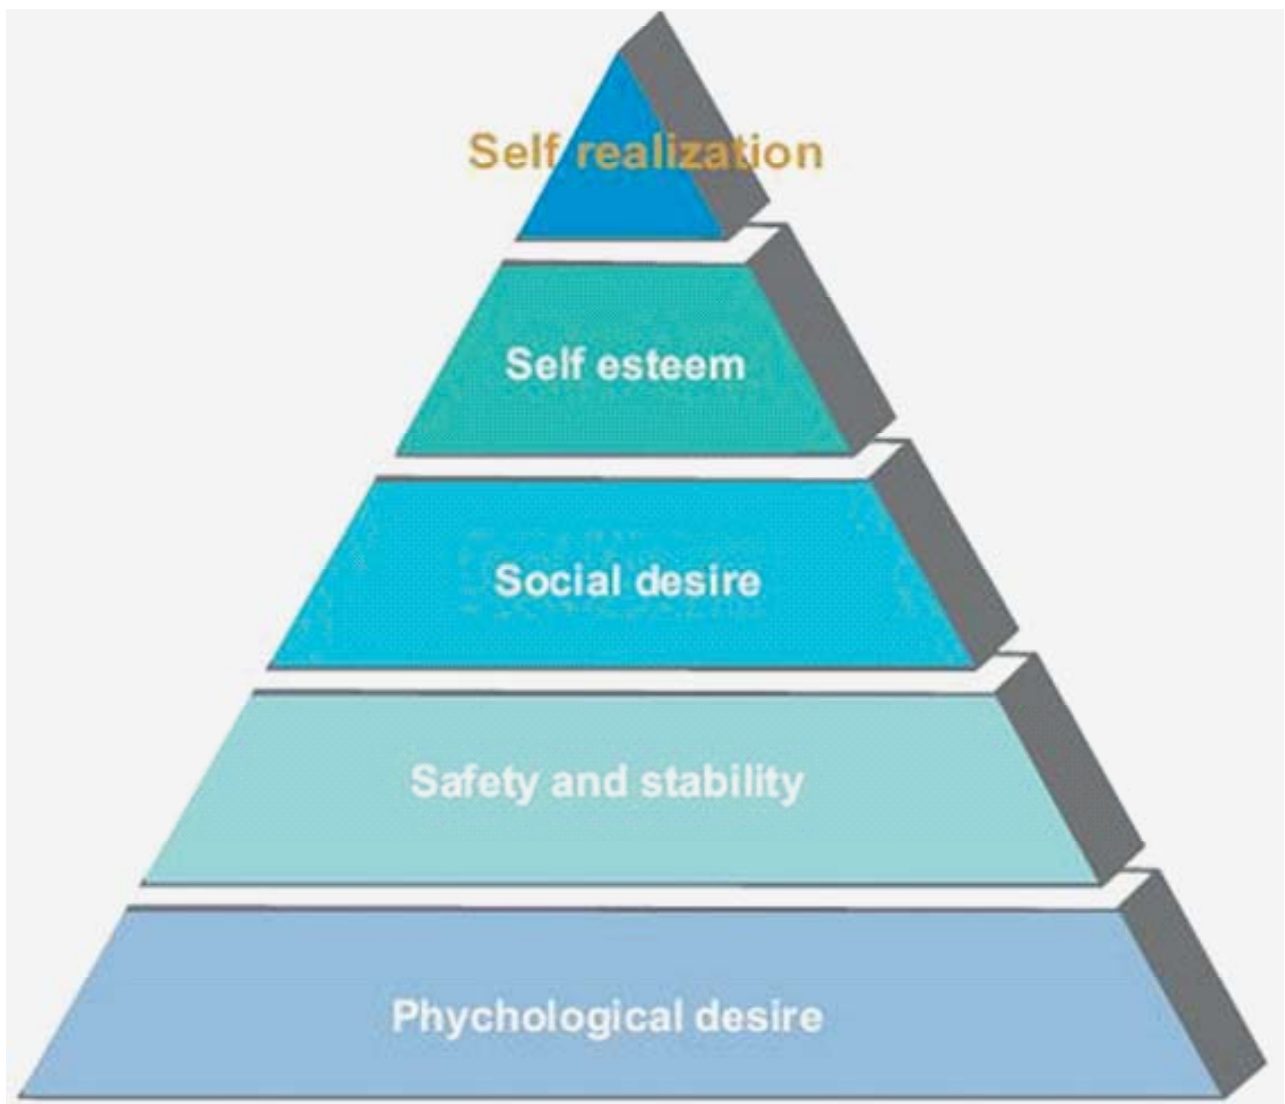 Self realization
Self esteem
Social desire
Safety and stability
Phychological desire